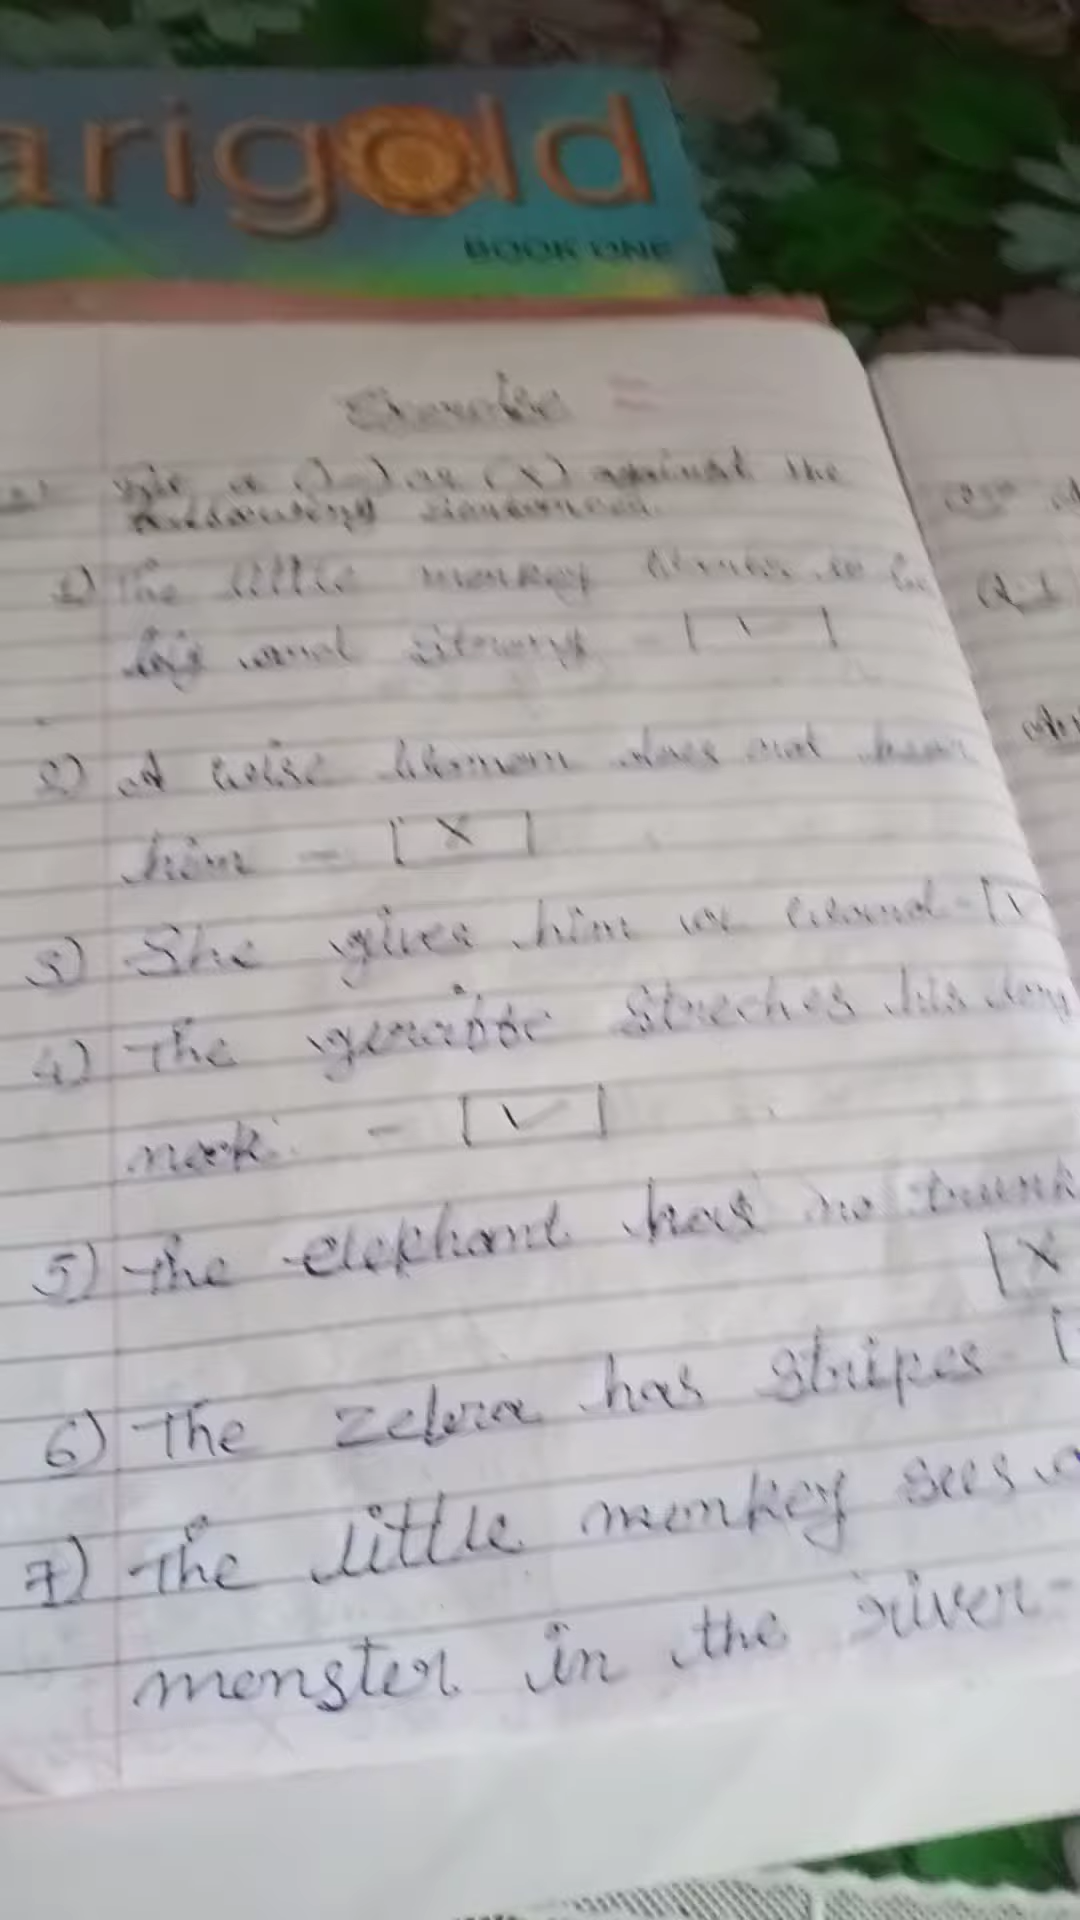 arigold
BOOK ONE
Exercise
a (✓) or (X) against the
following sentences.
1) The little monkey wants to be
big and strong - [ ✓ ]
2) A wise woman does not hear
him - [ X ]
3) She gives him a wand - [ ✓
4) The giraffe streches his long
neck. - [ ✓ ]
5) The elephant has no trunk
[ X
6) The zebra has stripes - [
7) The little monkey sees a
monster in the river -